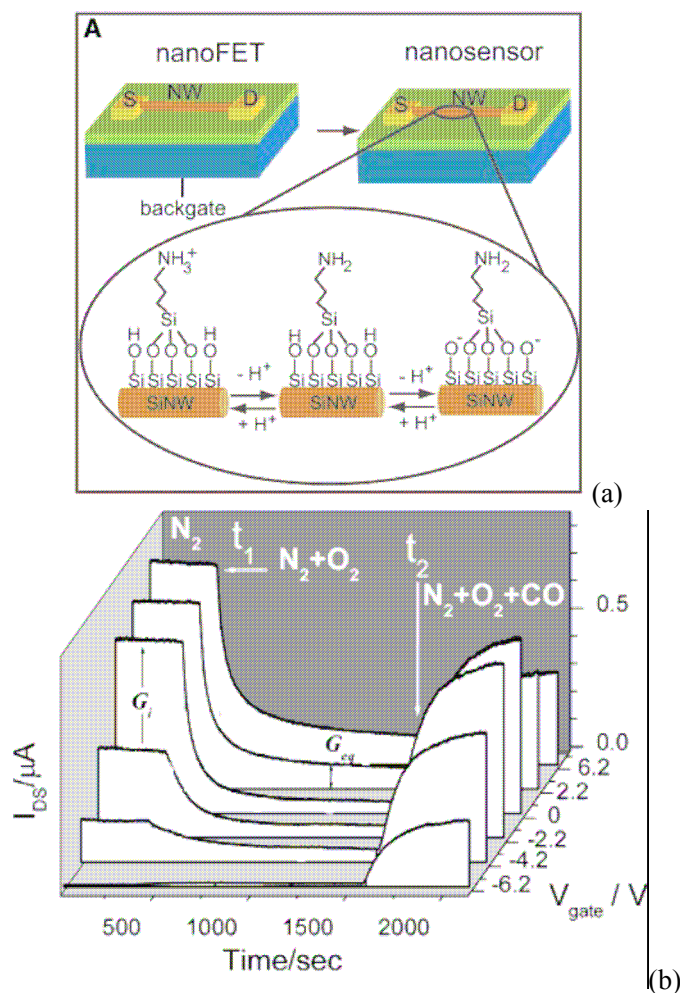 A
nanoFET
nanosensor
S NW D
NW D
backgate
NH3+ NH2 NH2
Si Si Si
H H H H
O O O O O O O O O O O- O O O O-
- H+ - H+
Si Si Si Si Si Si Si Si Si Si Si Si Si Si Si
SiNW SiNW SiNW
+ H+ + H+
(a)
N2 t1 N2+O2 t2
N2+O2+CO
0.5
Gi
Geq
0.0
6.2
2.2
0
-2.2
-4.2
-6.2
IDS/μA
Vgate / V
500 1000 1500 2000
Time/sec
(b)